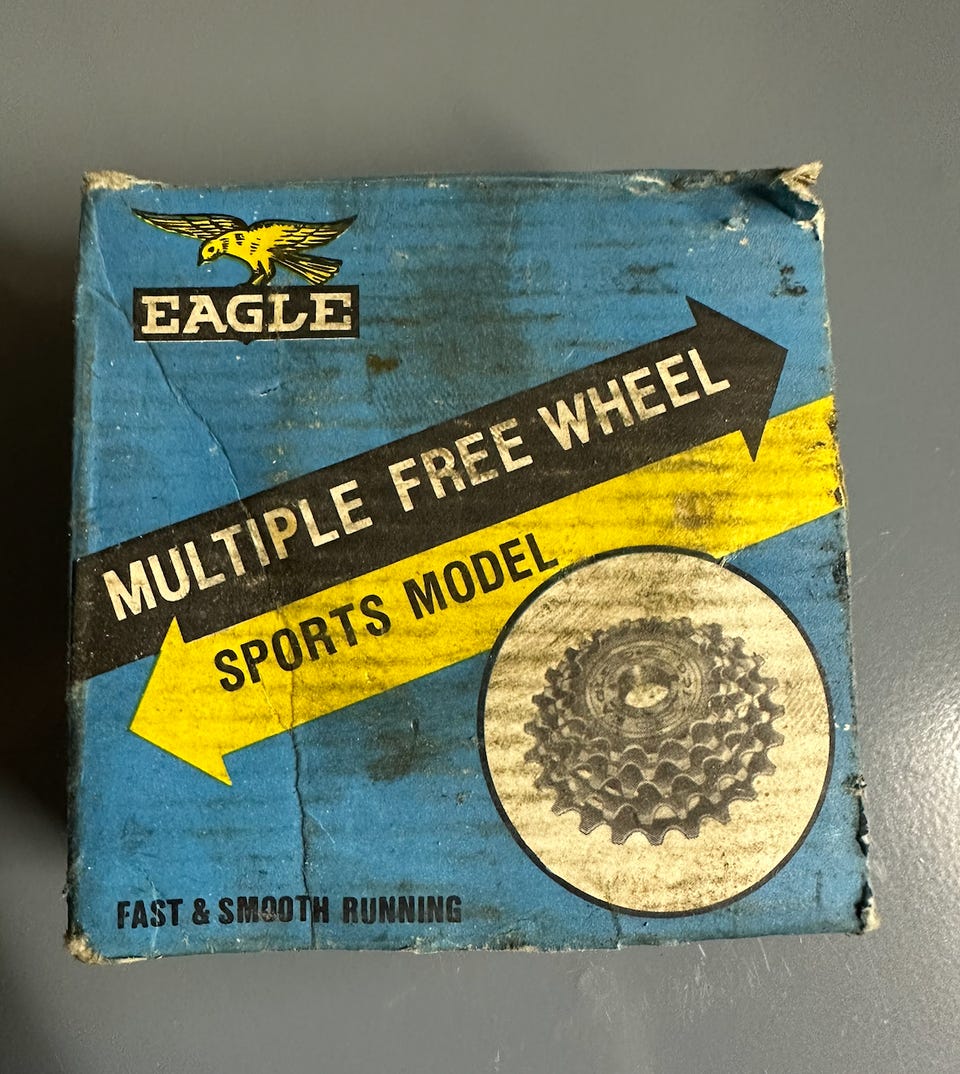 EAGLE
MULTIPLE FREE WHEEL
SPORTS MODEL
FAST & SMOOTH RUNNING